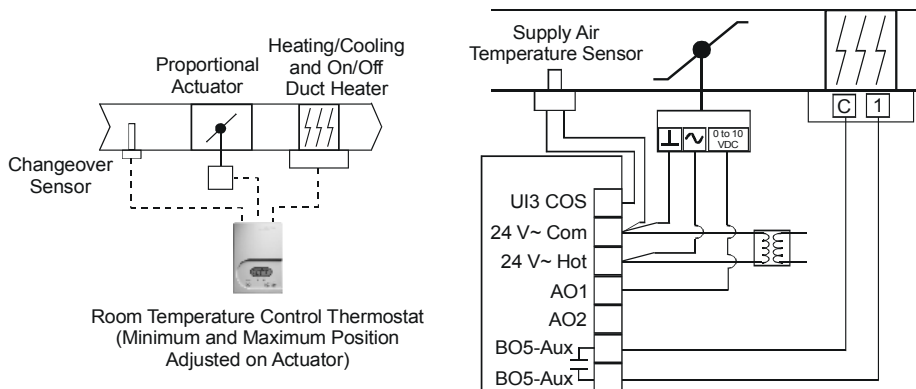 Heating/Cooling
and On/Off
Duct Heater
Proportional
Actuator
Changeover
Sensor
Room Temperature Control Thermostat
(Minimum and Maximum Position
Adjusted on Actuator)
Supply Air
Temperature Sensor
C 1
0 to 10
VDC
UI3 COS
24 V~ Com
24 V~ Hot
AO1
AO2
BO5-Aux
BO5-Aux